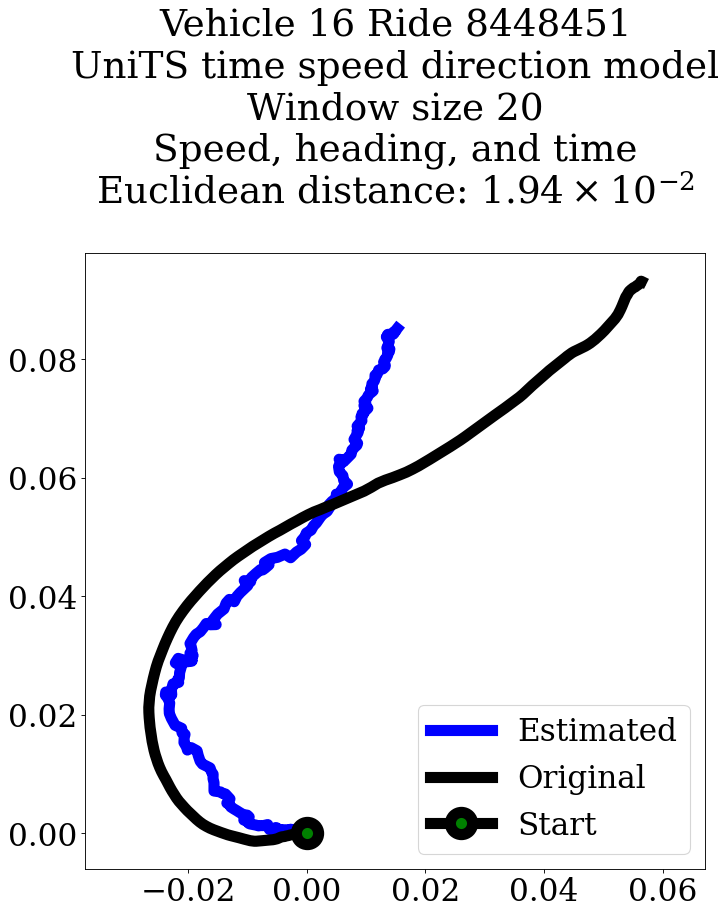 Vehicle 16 Ride 8448451
UniTS time speed direction model
Window size 20
Speed, heading, and time
Euclidean distance: 1.94 × 10⁻²
0.08
0.06
0.04
0.02
0.00
Estimated
Original
Start
−0.02 0.00 0.02 0.04 0.06